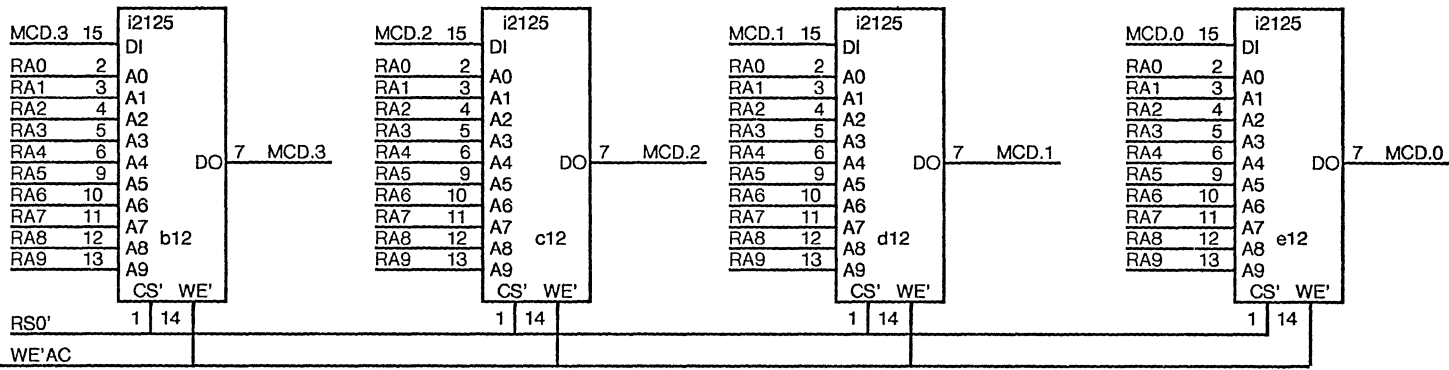 i2125 i2125 i2125 i2125
MCD.3 15 DI MCD.2 15 DI MCD.1 15 DI MCD.0 15 DI
RA0 2 A0 RA0 2 A0 RA0 2 A0 RA0 2 A0
RA1 3 A1 RA1 3 A1 RA1 3 A1 RA1 3 A1
RA2 4 A2 RA2 4 A2 RA2 4 A2 RA2 4 A2
RA3 5 A3 RA3 5 A3 RA3 5 A3 RA3 5 A3
RA4 6 A4 DO 7 MCD.3 RA4 6 A4 DO 7 MCD.2 RA4 6 A4 DO 7 MCD.1 RA4 6 A4 DO 7 MCD.0
RA5 9 A5 RA5 9 A5 RA5 9 A5 RA5 9 A5
RA6 10 A6 RA6 10 A6 RA6 10 A6 RA6 10 A6
RA7 11 A7 RA7 11 A7 RA7 11 A7 RA7 11 A7
RA8 12 A8 b12 RA8 12 A8 c12 RA8 12 A8 d12 RA8 12 A8 e12
RA9 13 A9 RA9 13 A9 RA9 13 A9 RA9 13 A9
CS' WE' CS' WE' CS' WE' CS' WE'
RS0' 1 14 1 14 1 14 1 14
WE'AC